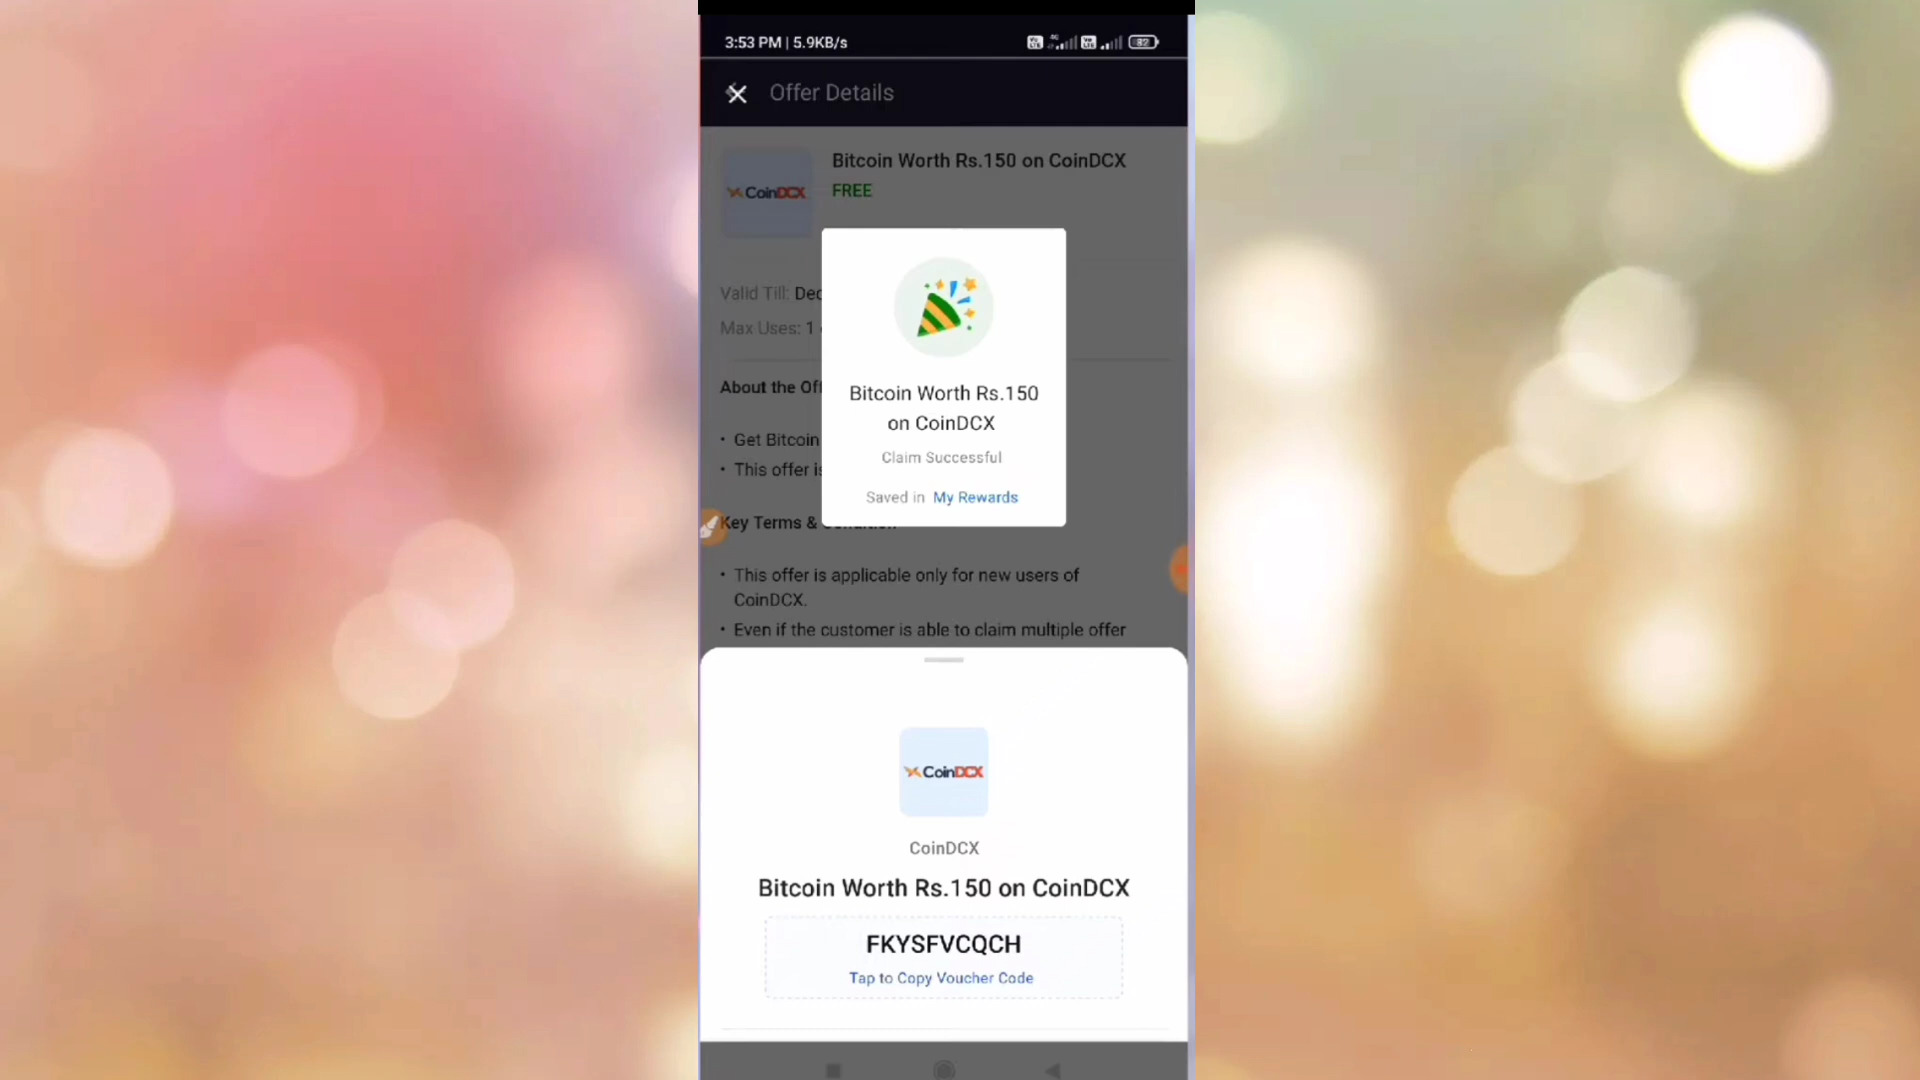 3:53 PM | 5.9KB/s
82
Offer Details
CoinDCX
Bitcoin Worth Rs.150 on CoinDCX
FREE
Valid Till: Dec
Max Uses: 1
About the Off
• Get Bitcoin
• This offer is
Bitcoin Worth Rs.150
on CoinDCX
Claim Successful
Saved in My Rewards
Key Terms &
• This offer is applicable only for new users of
CoinDCX.
• Even if the customer is able to claim multiple offer
CoinDCX
CoinDCX
Bitcoin Worth Rs.150 on CoinDCX
FKYSFVCQCH
Tap to Copy Voucher Code